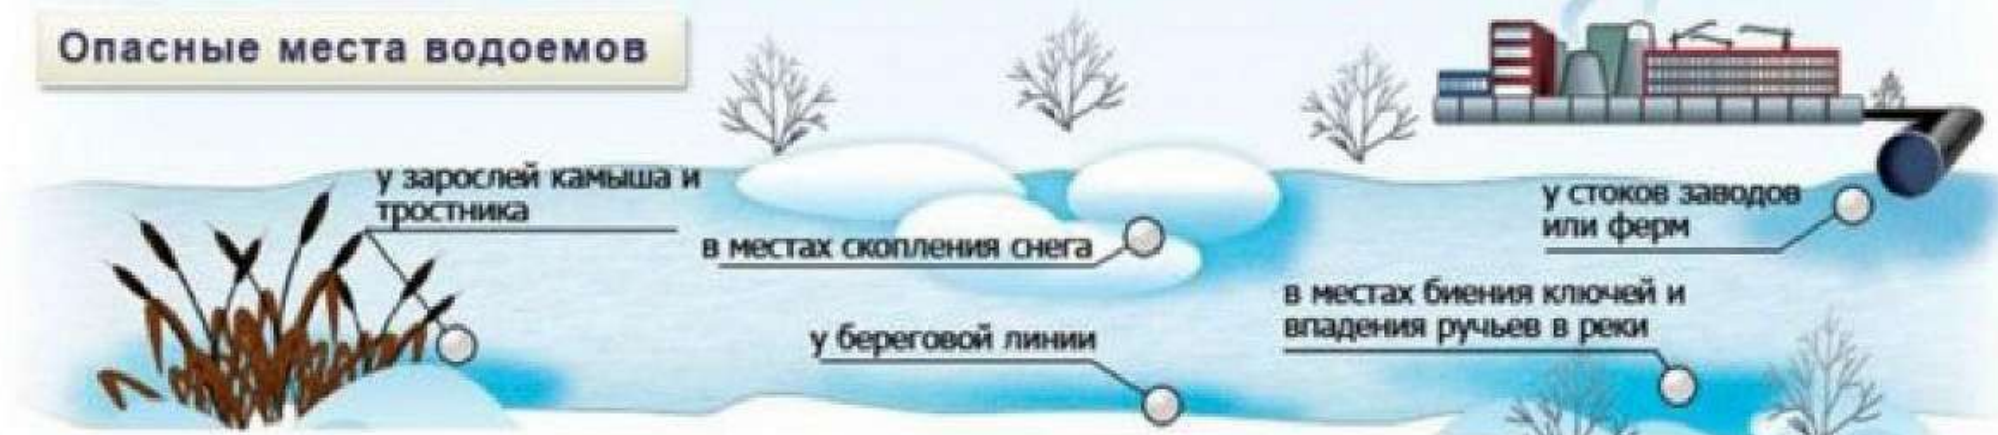 Опасные места водоемов
у зарослей камыша и
тростника
в местах скопления снега
у береговой линии
у стоков заводов
или ферм
в местах биения ключей и
впадения ручьев в реки